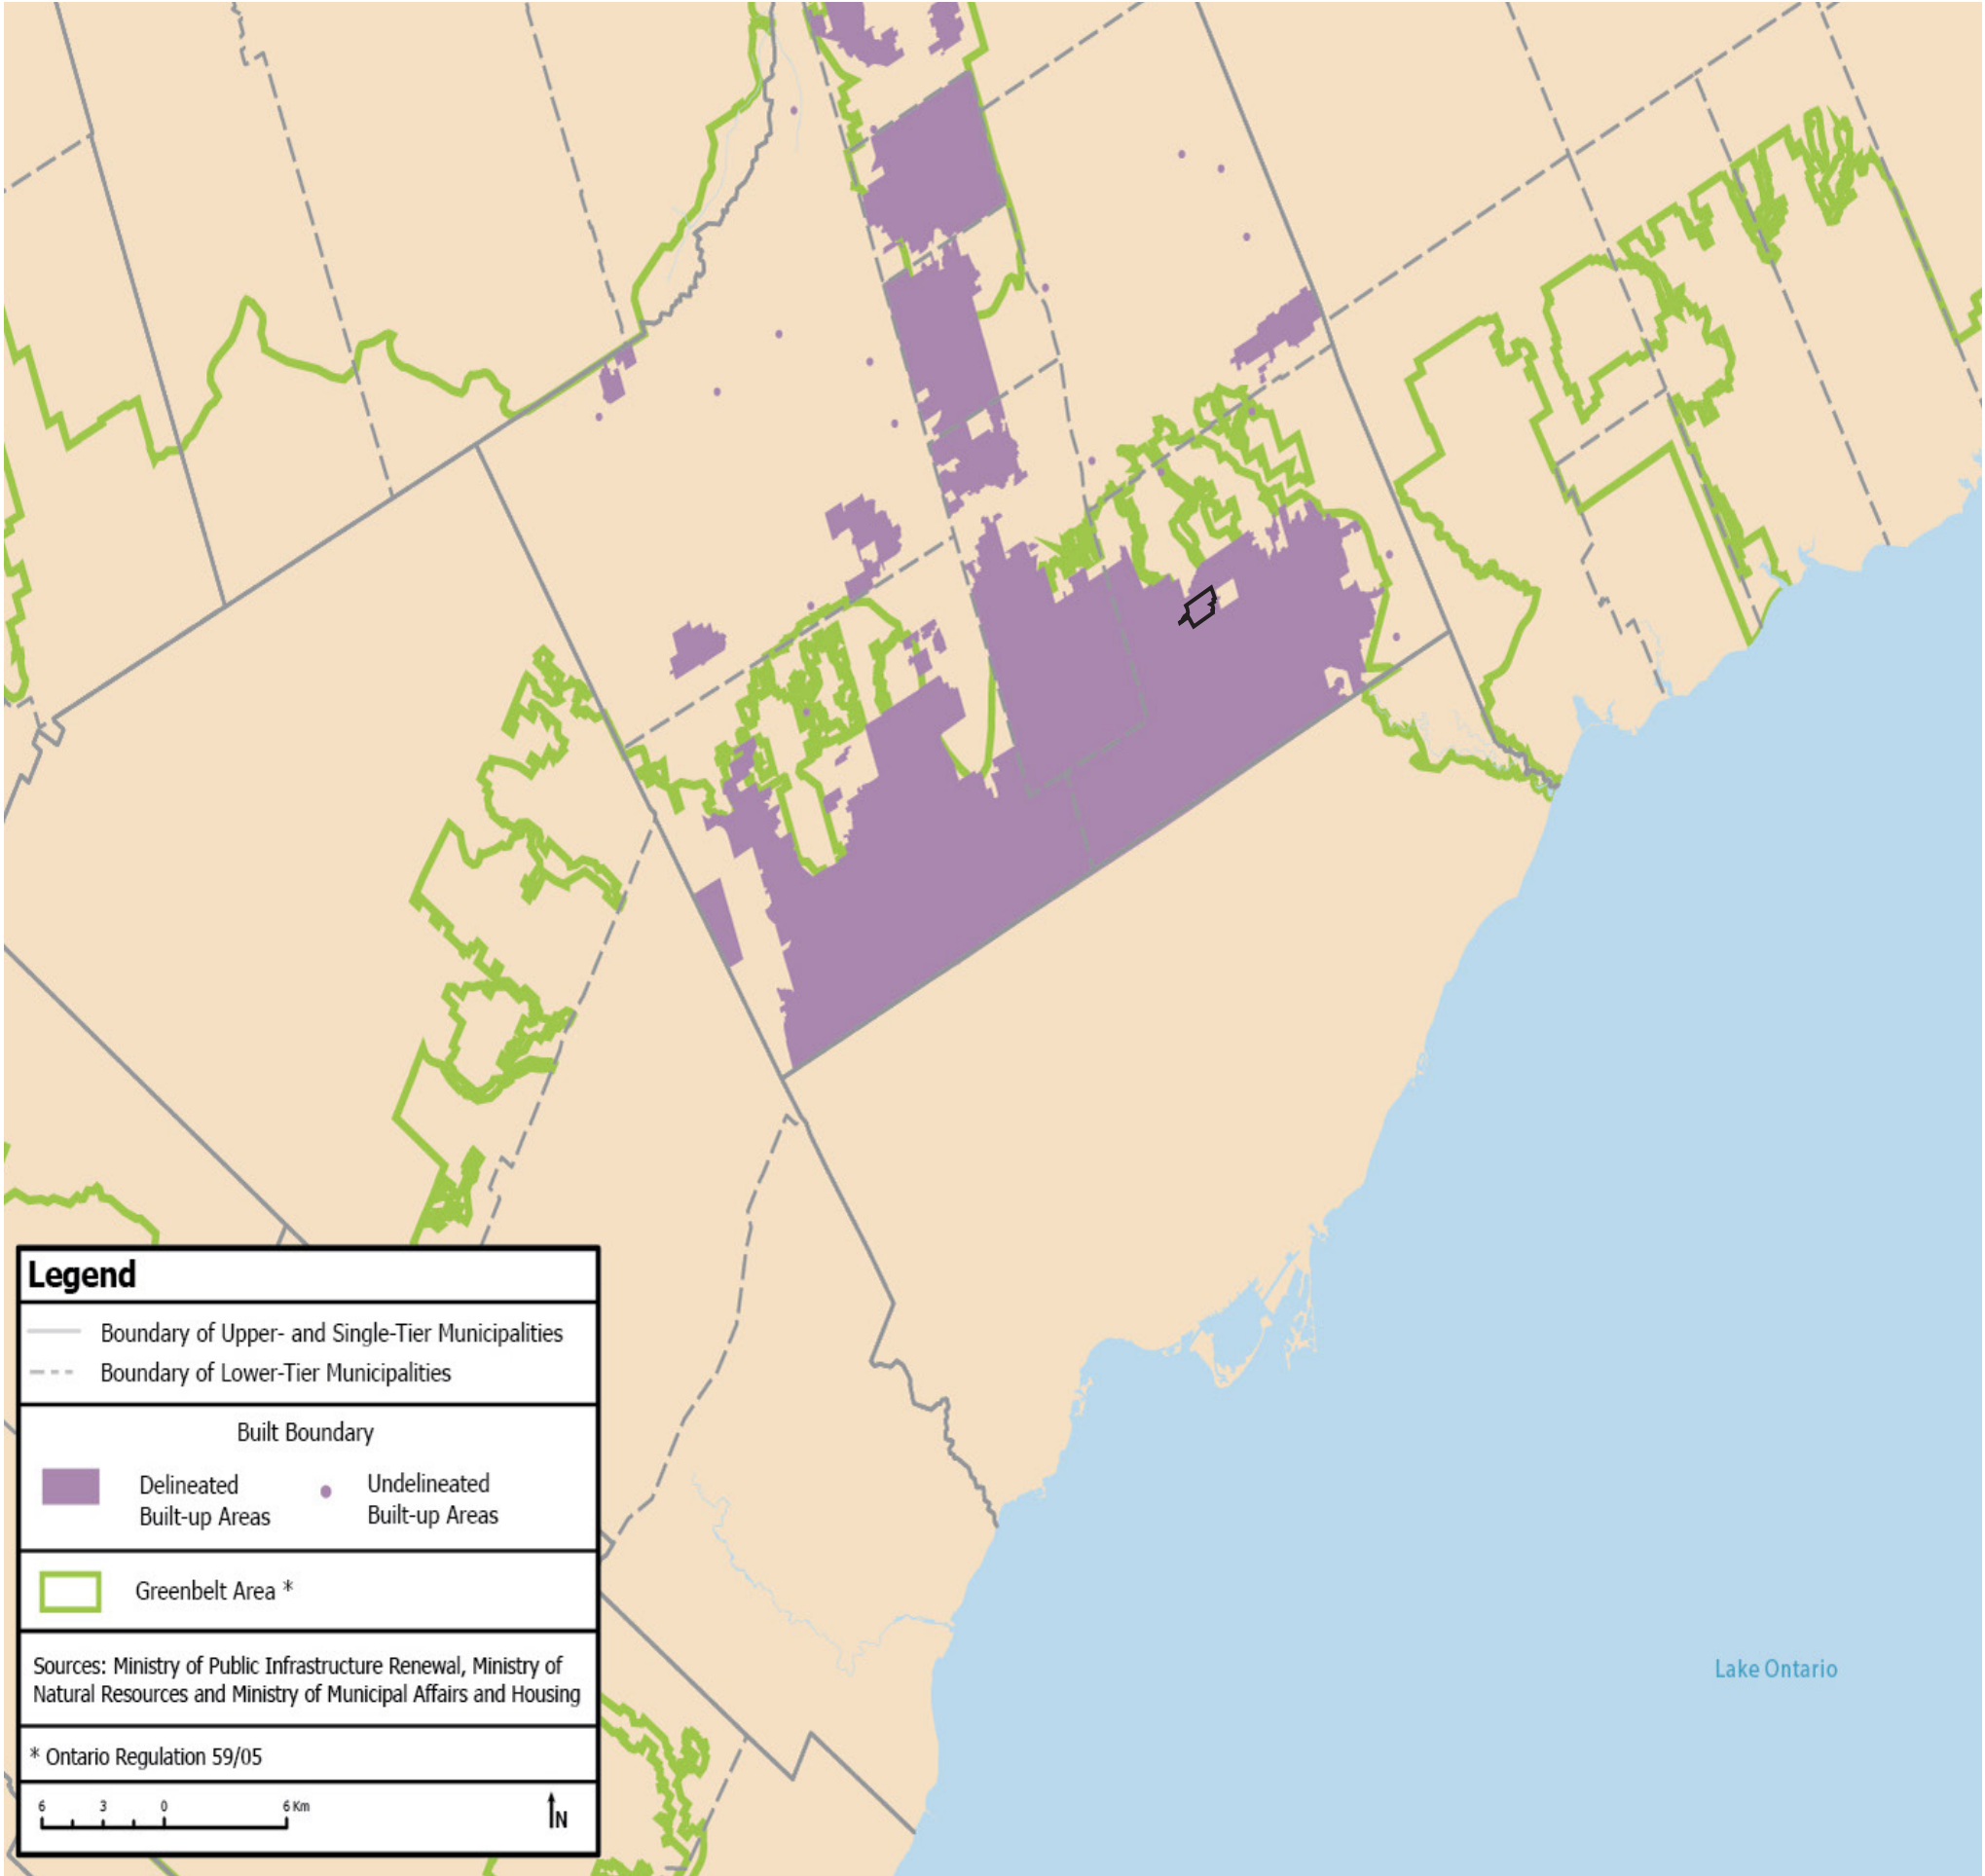 Legend
Boundary of Upper- and Single-Tier Municipalities
Boundary of Lower-Tier Municipalities
Built Boundary
Delineated
Built-up Areas
Undelineated
Built-up Areas
Greenbelt Area *
Sources: Ministry of Public Infrastructure Renewal, Ministry of
Natural Resources and Ministry of Municipal Affairs and Housing
* Ontario Regulation 59/05
6 3 0 6 Km
N
Lake Ontario